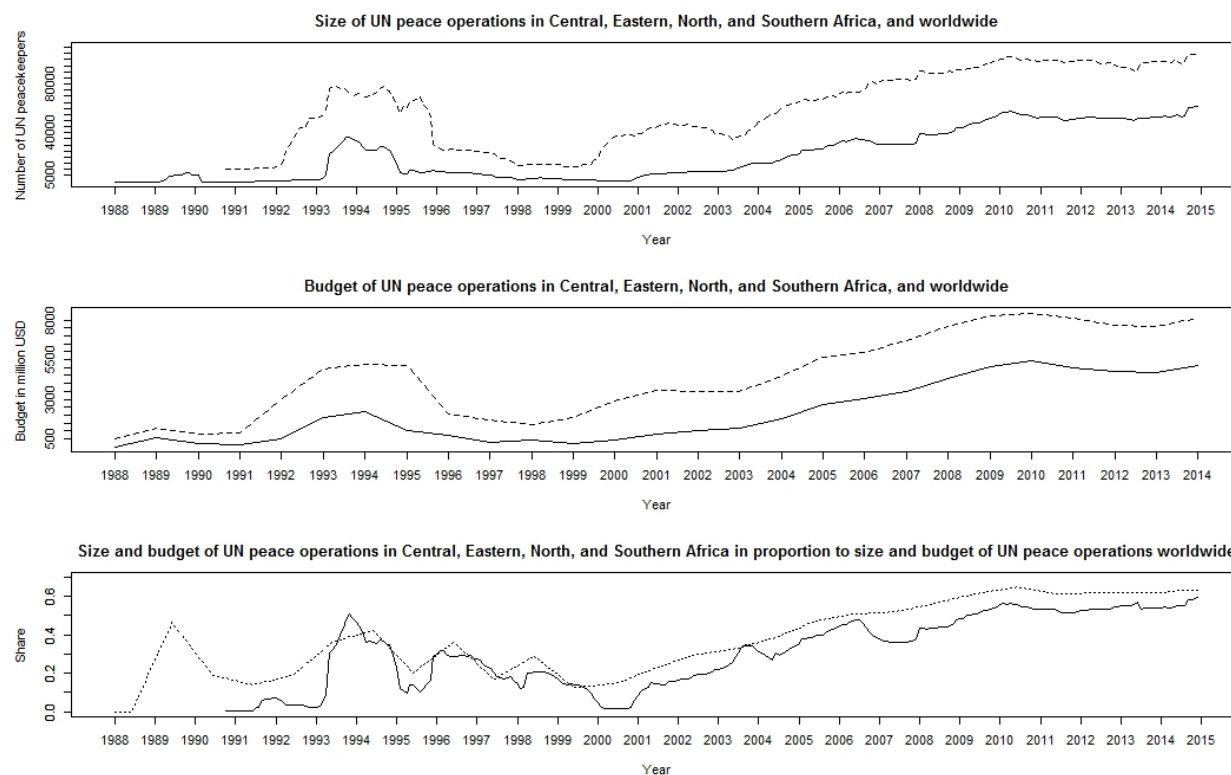 Size of UN peace operations in Central, Eastern, North, and Southern Africa, and worldwide
Number of UN peacekeepers
80000
40000
5000
1988 1989 1990 1991 1992 1993 1994 1995 1996 1997 1998 1999 2000 2001 2002 2003 2004 2005 2006 2007 2008 2009 2010 2011 2012 2013 2014 2015
Year
Budget of UN peace operations in Central, Eastern, North, and Southern Africa, and worldwide
Budget in million USD
8000
5500
3000
500
1988 1989 1990 1991 1992 1993 1994 1995 1996 1997 1998 1999 2000 2001 2002 2003 2004 2005 2006 2007 2008 2009 2010 2011 2012 2013 2014
Year
Size and budget of UN peace operations in Central, Eastern, North, and Southern Africa in proportion to size and budget of UN peace operations worldwide
Share
0.6
0.4
0.2
0.0
1988 1989 1990 1991 1992 1993 1994 1995 1996 1997 1998 1999 2000 2001 2002 2003 2004 2005 2006 2007 2008 2009 2010 2011 2012 2013 2014 2015
Year